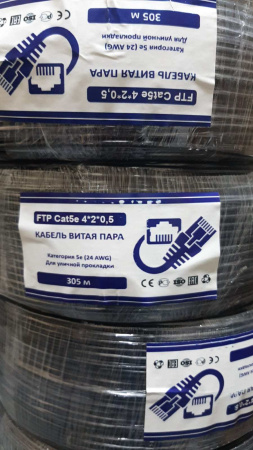 305 м
Для уличной прокладки
Категория 5e (24 AWG)
КАБЕЛЬ ВИТАЯ ПАРА
FTP Cat5e 4*2*0,5
FTP Cat5e 4*2*0,5
КАБЕЛЬ ВИТАЯ ПАРА
Категория 5e (24 AWG)
Для уличной прокладки
305 м